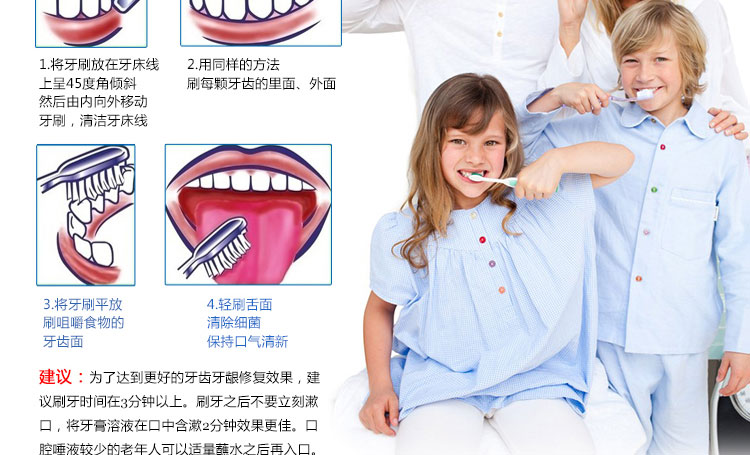 1.将牙刷放在牙床线
上呈45度角倾斜
然后由内向外移动
牙刷，清洁牙床线
2.用同样的方法
刷每颗牙齿的里面、外面
3.将牙刷平放
刷咀嚼食物的
牙齿面
4.轻刷舌面
清除细菌
保持口气清新
建议：为了达到更好的牙齿牙龈修复效果，建
议刷牙时间在3分钟以上。刷牙之后不要立刻漱
口，将牙膏溶液在口中含漱2分钟效果更佳。口
腔唾液较少的老年人可以适量蘸水之后再入口。